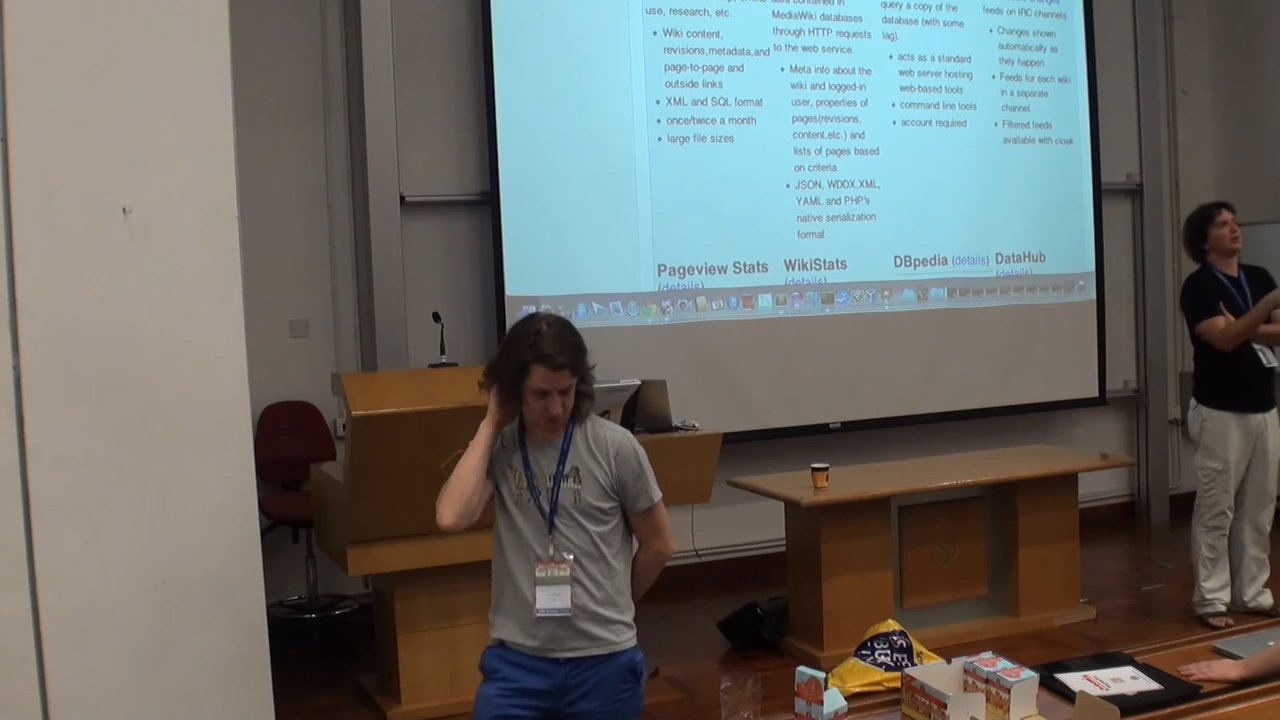 use, research, etc.
Wiki content,
revisions,metadata,and
page-to-page and
outside links
XML and SQL format
once/twice a month
large file sizes
data contained in
MediaWiki databases
through HTTP requests
to the web service.
Meta info about the
wiki and logged-in
user, properties of
pages(revisions,
content,etc.) and
lists of pages based
on criteria
JSON, WDDX,XML,
YAML and PHP's
native serialization
format
query a copy of the
database (with some
lag).
acts as a standard
web server hosting
web-based tools
command line tools
account required
feeds on IRC channels
Changes shown
automatically as
they happen.
Feeds for each wiki
in a separate
channel.
Filtered feeds
available with
Pageview Stats
(details)
WikiStats
(details)
DBpedia (details)
DataHub
(details)